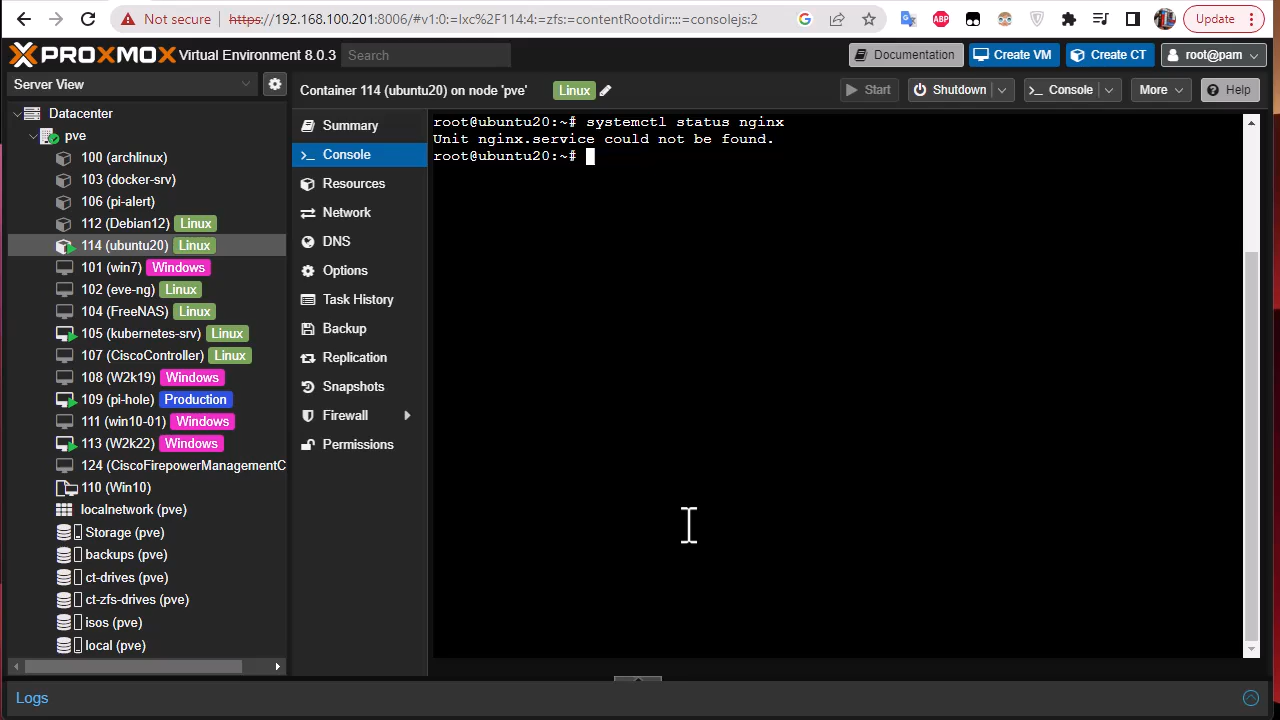 Not secure https://192.168.100.201:8006/#v1:0:=lxc%2F114:4:=zfs:=contentRootdir::::=consolejs:2 ABP Update
PROXMOX Virtual Environment 8.0.3 Search Documentation Create VM Create CT root@pam
Server View
Container 114 (ubuntu20) on node 'pve' Linux Start Shutdown >_ Console More Help
Datacenter
pve
100 (archlinux)
103 (docker-srv)
106 (pi-alert)
112 (Debian12) Linux
114 (ubuntu20) Linux
101 (win7) Windows
102 (eve-ng) Linux
104 (FreeNAS) Linux
105 (kubernetes-srv) Linux
107 (CiscoController) Linux
108 (W2k19) Windows
109 (pi-hole) Production
111 (win10-01) Windows
113 (W2k22) Windows
124 (CiscoFirepowerManagementC
110 (Win10)
localnetwork (pve)
Storage (pve)
backups (pve)
ct-drives (pve)
ct-zfs-drives (pve)
isos (pve)
local (pve)
Summary
>_ Console
Resources
Network
DNS
Options
Task History
Backup
Replication
Snapshots
Firewall
Permissions
root@ubuntu20:~# systemctl status nginx
Unit nginx.service could not be found.
root@ubuntu20:~#
Logs